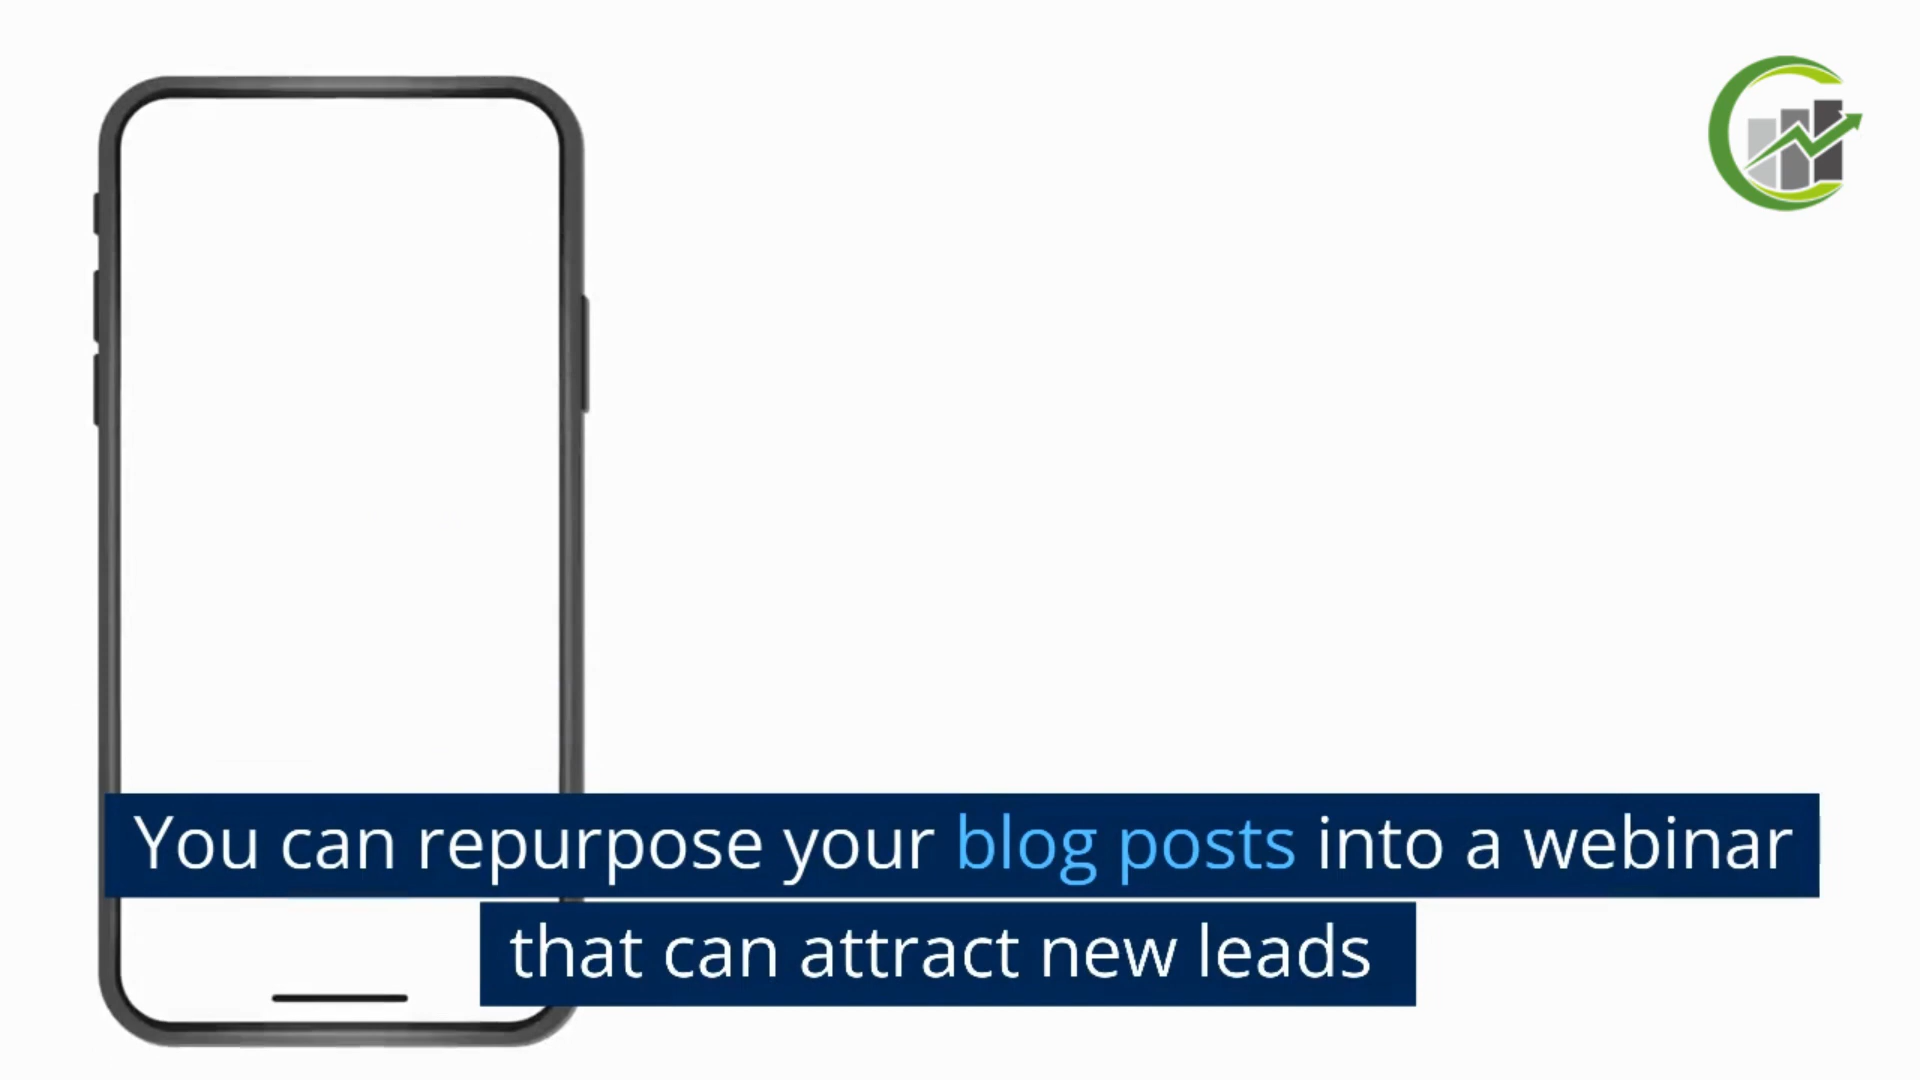 You can repurpose your blog posts into a webinar
that can attract new leads